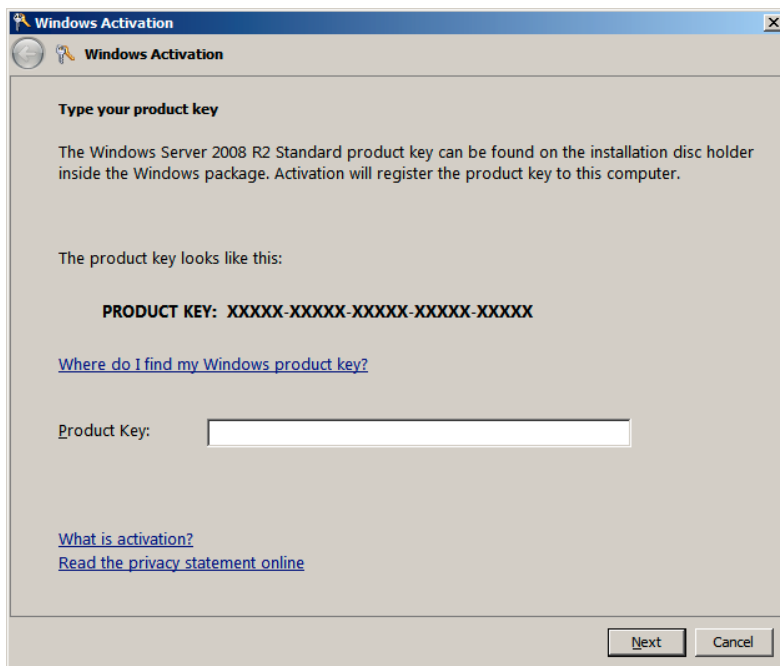 Windows Activation
Windows Activation
Type your product key
The Windows Server 2008 R2 Standard product key can be found on the installation disc holder
inside the Windows package. Activation will register the product key to this computer.
The product key looks like this:
PRODUCT KEY: XXXXX-XXXXX-XXXXX-XXXXX-XXXXX
Where do I find my Windows product key?
Product Key:
What is activation?
Read the privacy statement online
Next Cancel